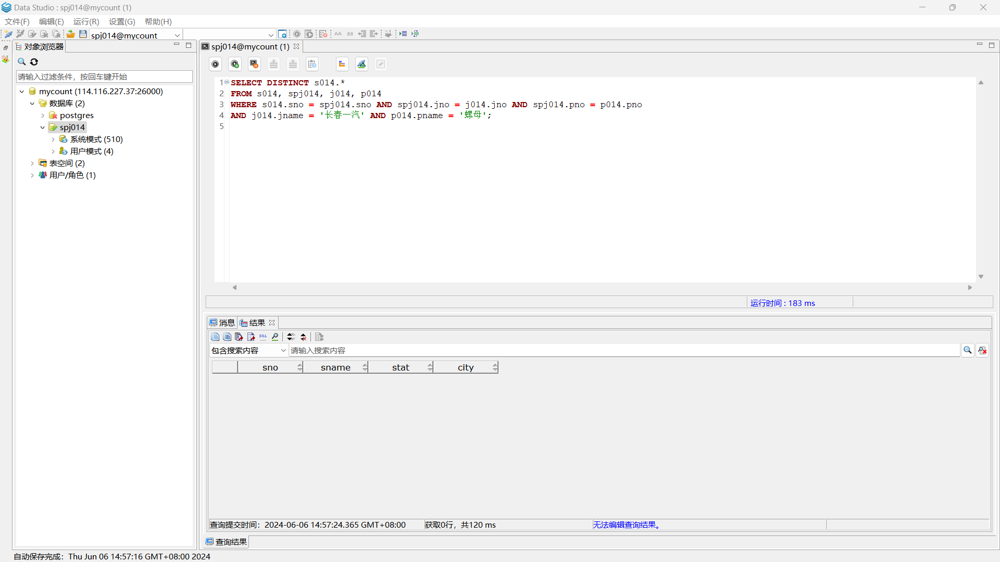 Data Studio : spj014@mycount (1)
文件(F) 编辑(E) 运行(R) 设置(G) 帮助(H)
spj014@mycount
AA aa
对象浏览器
spj014@mycount (1)
请输入过滤条件，按回车键开始
mycount (114.116.227.37:26000)
数据库 (2)
postgres
spj014
系统模式 (510)
用户模式 (4)
表空间 (2)
用户/角色 (1)
1 SELECT DISTINCT s014.*
2 FROM s014, spj014, j014, p014
3 WHERE s014.sno = spj014.sno AND spj014.jno = j014.jno AND spj014.pno = p014.pno
4 AND j014.jname = '长春一汽' AND p014.pname = '螺母';
5
运行时间 : 183 ms
消息 结果
SQL
包含搜索内容 请输入搜索内容
sno sname stat city
查询提交时间：2024-06-06 14:57:24.365 GMT+08:00 获取0行，共120 ms 无法编辑查询结果。
查询结果
自动保存完成：Thu Jun 06 14:57:16 GMT+08:00 2024